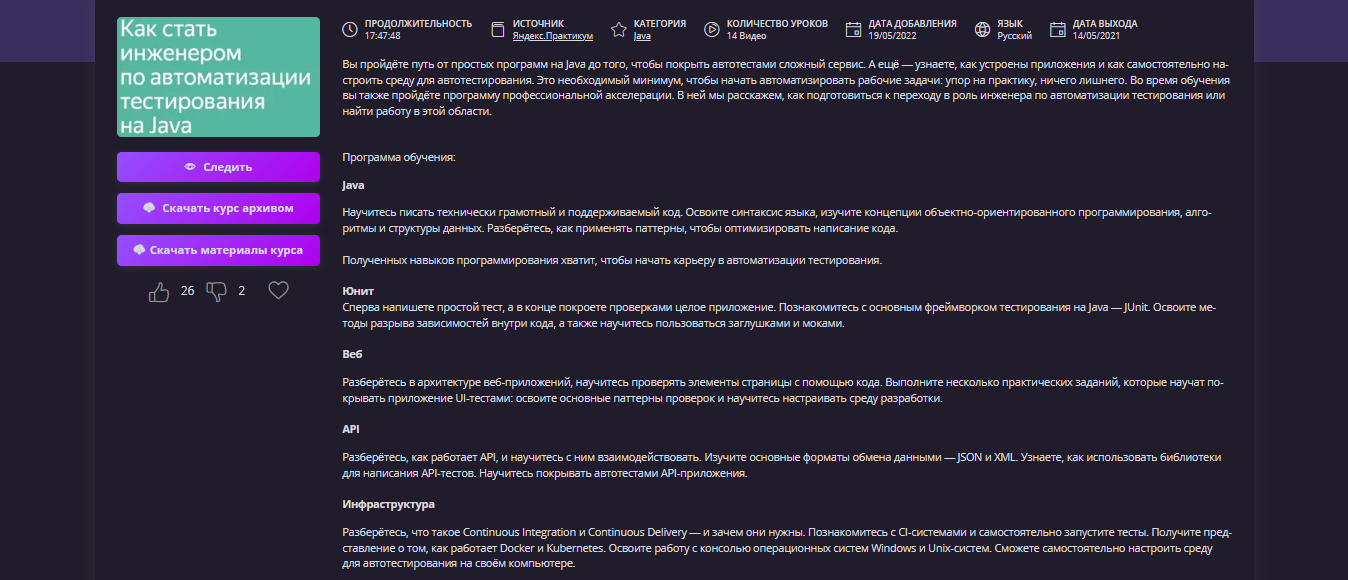 Как стать
инженером
по автоматизации
тестирования
на Java
Следить
Скачать курс архивом
Скачать материалы курса
26 2
ПРОДОЛЖИТЕЛЬНОСТЬ
17:47:48
ИСТОЧНИК
Яндекс.Практикум
КАТЕГОРИЯ
Java
КОЛИЧЕСТВО УРОКОВ
14 Видео
ДАТА ДОБАВЛЕНИЯ
19/05/2022
ЯЗЫК
Русский
ДАТА ВЫХОДА
14/05/2021
Вы пройдёте путь от простых программ на Java до того, чтобы покрыть автотестами сложный сервис. А ещё — узнаете, как устроены приложения и как самостоятельно на-
строить среду для автотестирования. Это необходимый минимум, чтобы начать автоматизировать рабочие задачи: упор на практику, ничего лишнего. Во время обучения
вы также пройдёте программу профессиональной акселерации. В ней мы расскажем, как подготовиться к переходу в роль инженера по автоматизации тестирования или
найти работу в этой области.
Программа обучения:
Java
Научитесь писать технически грамотный и поддерживаемый код. Освоите синтаксис языка, изучите концепции объектно-ориентированного программирования, алго-
ритмы и структуры данных. Разберётесь, как применять паттерны, чтобы оптимизировать написание кода.
Полученных навыков программирования хватит, чтобы начать карьеру в автоматизации тестирования.
Юнит
Сперва напишете простой тест, а в конце покроете проверками целое приложение. Познакомитесь с основным фреймворком тестирования на Java — JUnit. Освоите ме-
тоды разрыва зависимостей внутри кода, а также научитесь пользоваться заглушками и моками.
Веб
Разберётесь в архитектуре веб-приложений, научитесь проверять элементы страницы с помощью кода. Выполните несколько практических заданий, которые научат по-
крывать приложение UI-тестами: освоите основные паттерны проверок и научитесь настраивать среду разработки.
API
Разберётесь, как работает API, и научитесь с ним взаимодействовать. Изучите основные форматы обмена данными — JSON и XML. Узнаете, как использовать библиотеки
для написания API-тестов. Научитесь покрывать автотестами API-приложения.
Инфраструктура
Разберётесь, что такое Continuous Integration и Continuous Delivery — и зачем они нужны. Познакомитесь с CI-системами и самостоятельно запустите тесты. Получите пред-
ставление о том, как работает Docker и Kubernetes. Освоите работу с консолью операционных систем Windows и Unix-систем. Сможете самостоятельно настроить среду
для автотестирования на своём компьютере.